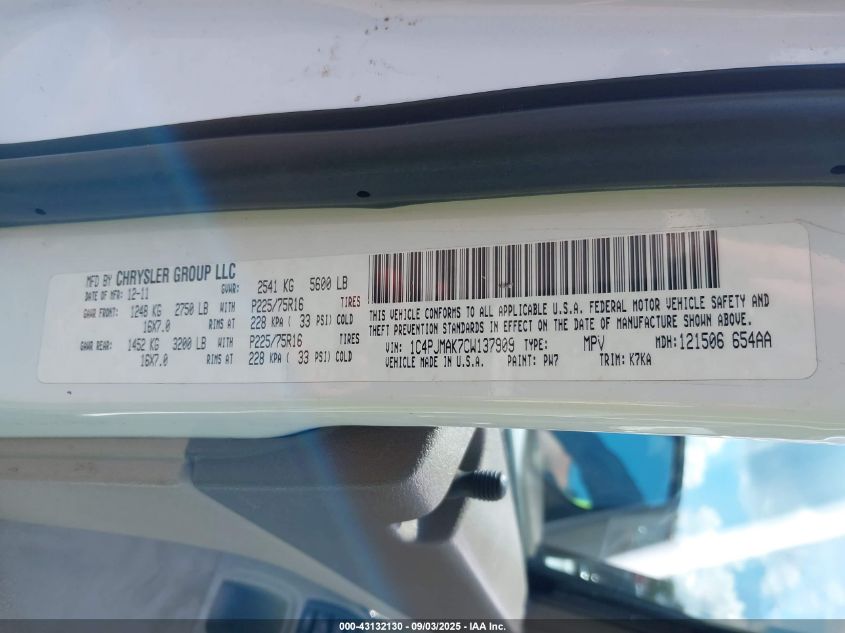 MFD BY CHRYSLER GROUP LLC
DATE OF MFR: 12-11 GVWR: 2541 KG 5600 LB
GAWR FRONT: 1248 KG 2750 LB WITH P225/75R16 TIRES
16X7.0 RIMS AT 228 KPA ( 33 PSI) COLD
GAWR REAR: 1452 KG 3200 LB WITH P225/75R16 TIRES
16X7.0 RIMS AT 228 KPA ( 33 PSI) COLD
THIS VEHICLE CONFORMS TO ALL APPLICABLE U.S.A. FEDERAL MOTOR VEHICLE SAFETY AND
THEFT PREVENTION STANDARDS IN EFFECT ON THE DATE OF MANUFACTURE SHOWN ABOVE.
VIN: 1C4PJMAK7CW137909 TYPE: MPV MDH: 121506 654AA
VEHICLE MADE IN U.S.A. PAINT: PW7 TRIM: K7KA
000-43132130 - 09/03/2025 - IAA Inc.